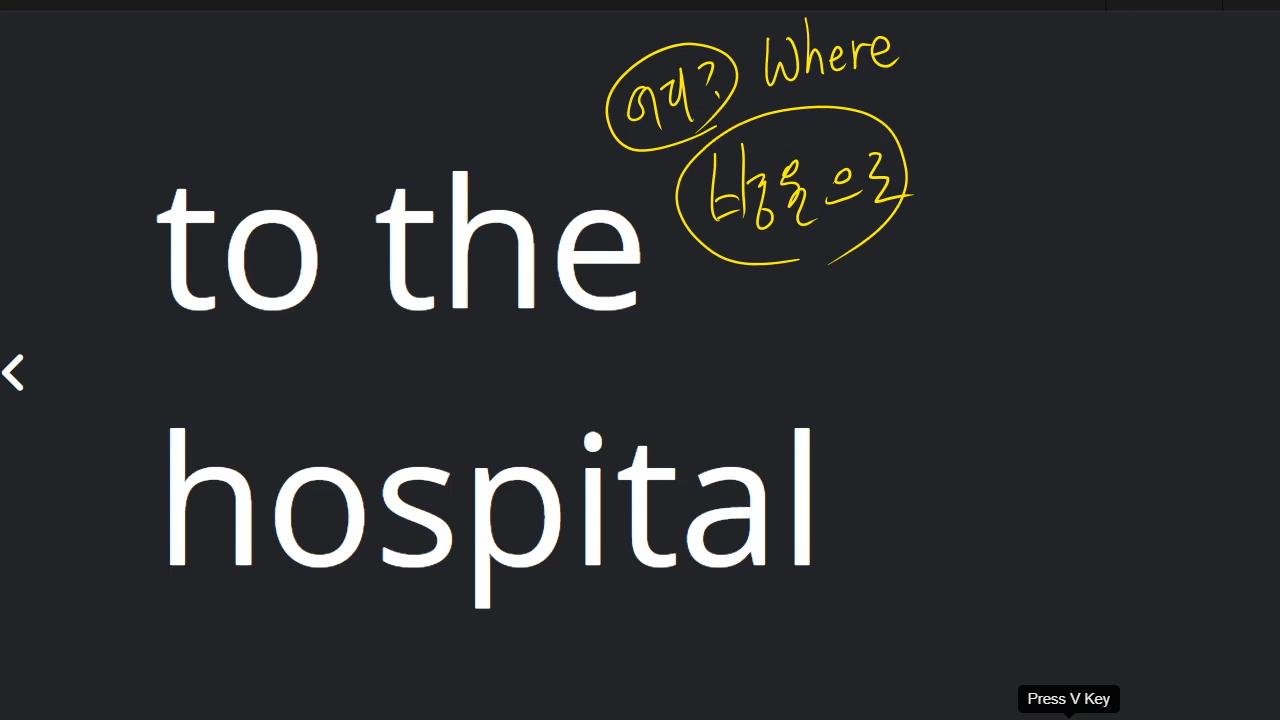 어디? Where
병원으로
to the
hospital
Press V Key